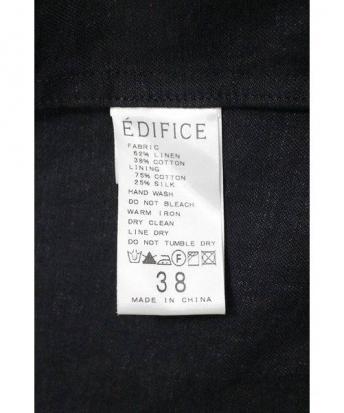 ÉDIFICE
FABRIC
62% LINEN
38% COTTON
LINING
75% COTTON
25% SILK
HAND WASH
DO NOT BLEACH
WARM IRON
DRY CLEAN
LINE DRY
DO NOT TUMBLE DRY
38
MADE IN CHINA